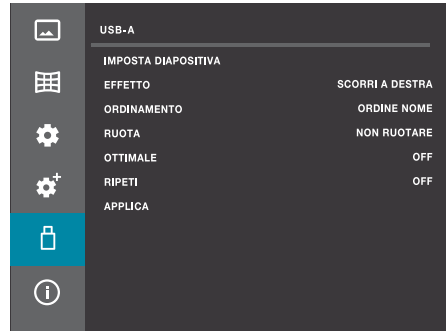 USB-A
IMPOSTA DIAPOSITIVA
EFFETTO SCORRI A DESTRA
ORDINAMENTO ORDINE NOME
RUOTA NON RUOTARE
OTTIMALE OFF
RIPETI OFF
APPLICA